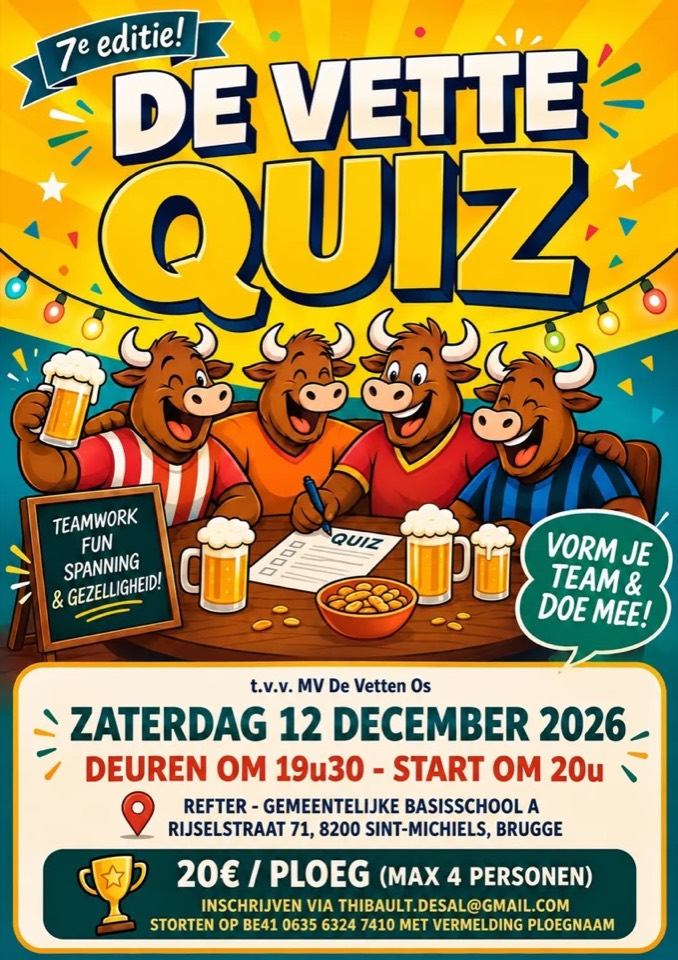 7e editie!
DE VETTE
QUIZ
QUIZ
TEAMWORK
FUN
SPANNING
& GEZELLIGHEID!
VORM JE
TEAM &
DOE MEE!
t.v.v. MV De Vetten Os
ZATERDAG 12 DECEMBER 2026
DEUREN OM 19u30 - START OM 20u
REFTER - GEMEENTELIJKE BASISSCHOOL A
RIJSELSTRAAT 71, 8200 SINT-MICHIELS, BRUGGE
20€ / PLOEG (MAX 4 PERSONEN)
INSCHRIJVEN VIA THIBAULT.DESAL@GMAIL.COM
STORTEN OP BE41 0635 6324 7410 MET VERMELDING PLOEGNAAM